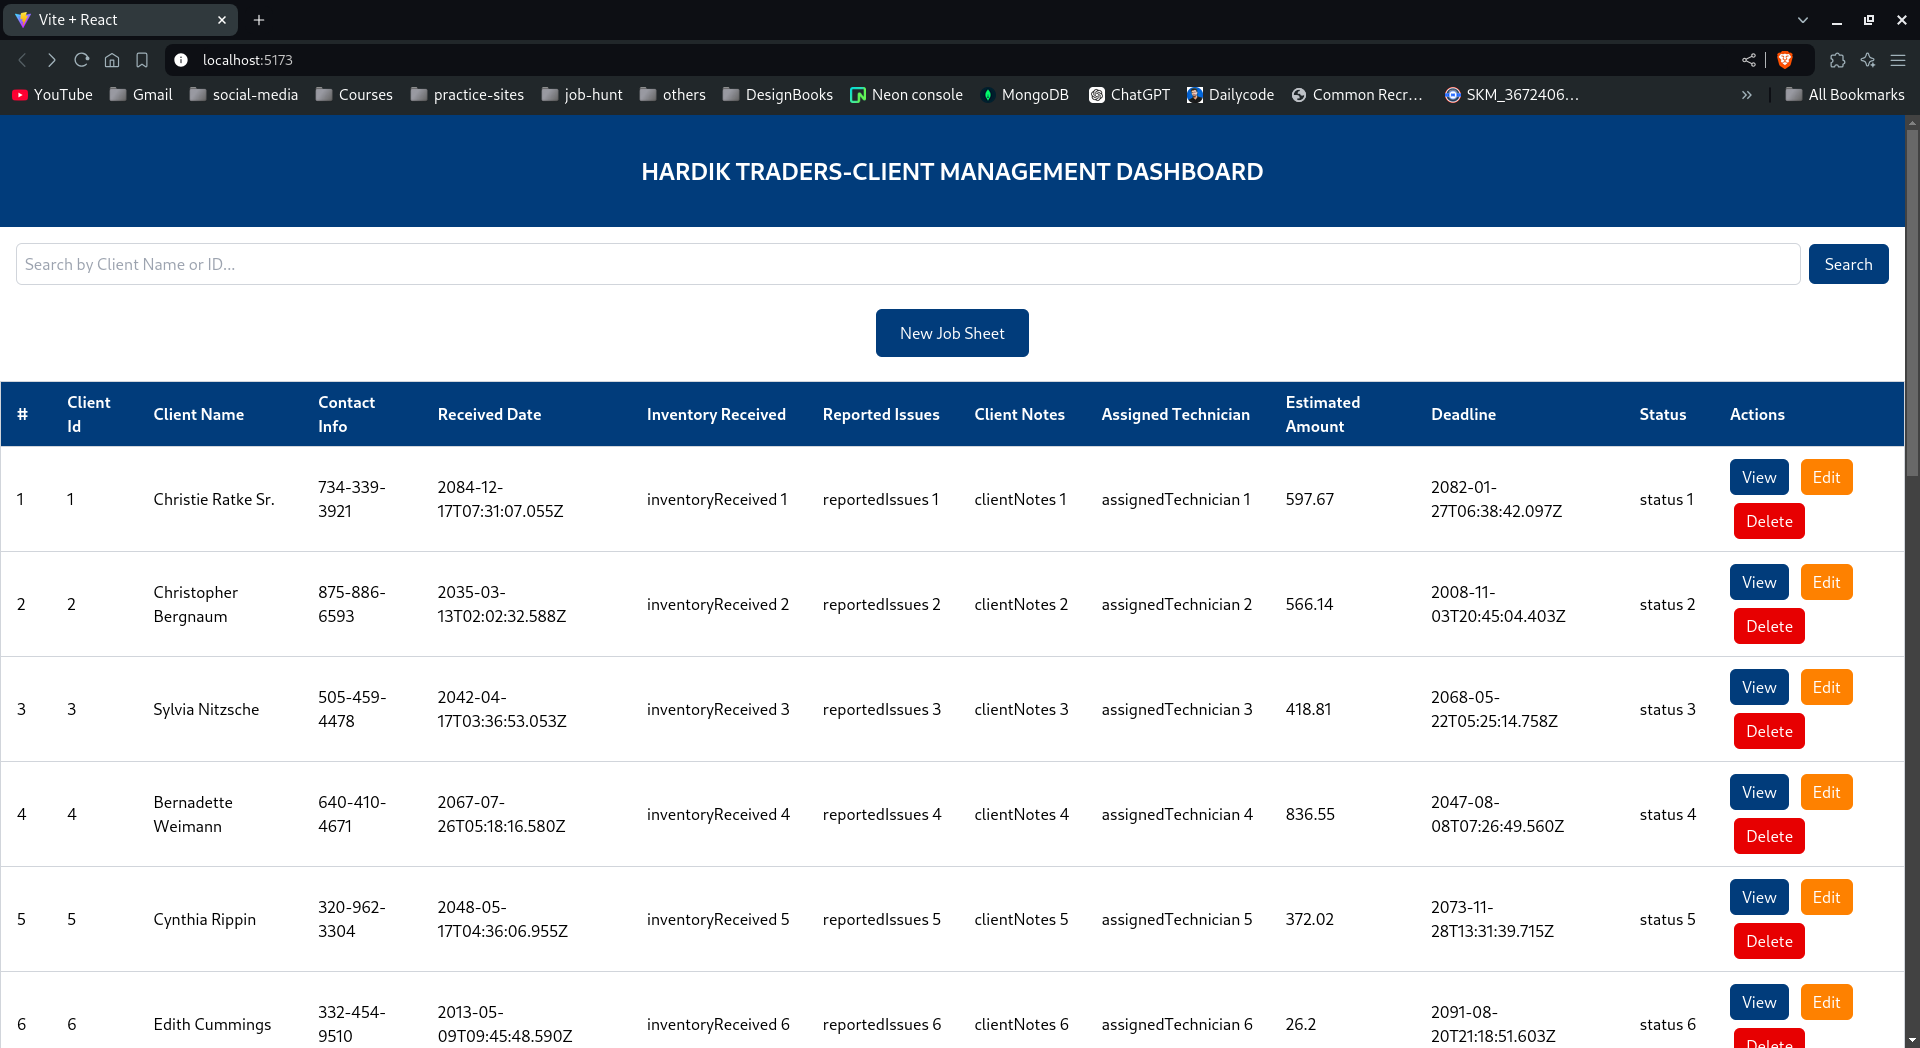 Vite + React
localhost:5173
YouTube Gmail social-media Courses practice-sites job-hunt others DesignBooks Neon console MongoDB ChatGPT Dailycode Common Recr... SKM_3672406... » All Bookmarks
HARDIK TRADERS-CLIENT MANAGEMENT DASHBOARD
Search by Client Name or ID...
Search
New Job Sheet
# Client Id Client Name Contact Info Received Date Inventory Received Reported Issues Client Notes Assigned Technician Estimated Amount Deadline Status Actions
1 1 Christie Ratke Sr. 734-339-3921 2084-12-17T07:31:07.055Z inventoryReceived 1 reportedIssues 1 clientNotes 1 assignedTechnician 1 597.67 2082-01-27T06:38:42.097Z status 1 View Edit Delete
2 2 Christopher Bergnaum 875-886-6593 2035-03-13T02:02:32.588Z inventoryReceived 2 reportedIssues 2 clientNotes 2 assignedTechnician 2 566.14 2008-11-03T20:45:04.403Z status 2 View Edit Delete
3 3 Sylvia Nitzsche 505-459-4478 2042-04-17T03:36:53.053Z inventoryReceived 3 reportedIssues 3 clientNotes 3 assignedTechnician 3 418.81 2068-05-22T05:25:14.758Z status 3 View Edit Delete
4 4 Bernadette Weimann 640-410-4671 2067-07-26T05:18:16.580Z inventoryReceived 4 reportedIssues 4 clientNotes 4 assignedTechnician 4 836.55 2047-08-08T07:26:49.560Z status 4 View Edit Delete
5 5 Cynthia Rippin 320-962-3304 2048-05-17T04:36:06.955Z inventoryReceived 5 reportedIssues 5 clientNotes 5 assignedTechnician 5 372.02 2073-11-28T13:31:39.715Z status 5 View Edit Delete
6 6 Edith Cummings 332-454-9510 2013-05-09T09:45:48.590Z inventoryReceived 6 reportedIssues 6 clientNotes 6 assignedTechnician 6 26.2 2091-08-20T21:18:51.603Z status 6 View Edit Delete